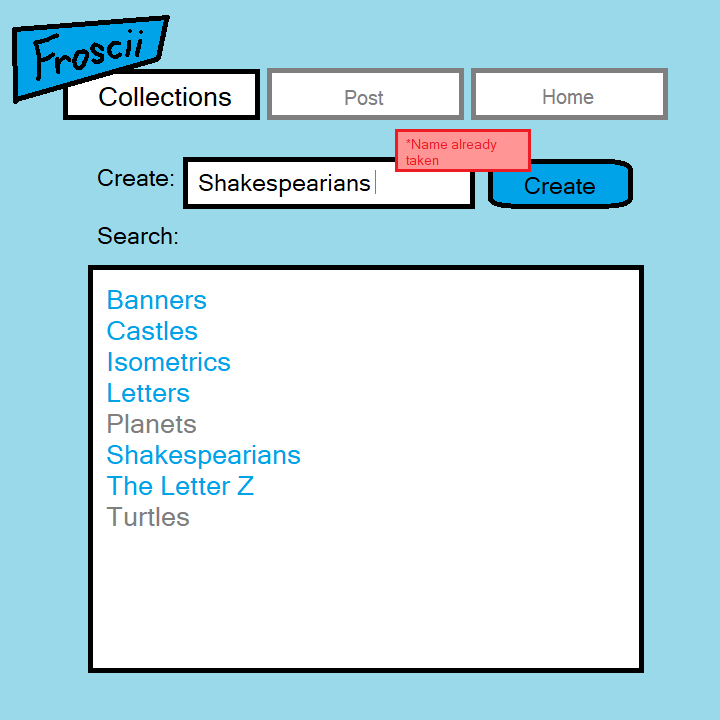 Froscii
Collections
Post
Home
*Name already
taken
Create:
Shakespearians
Create
Search:
Banners
Castles
Isometrics
Letters
Planets
Shakespearians
The Letter Z
Turtles